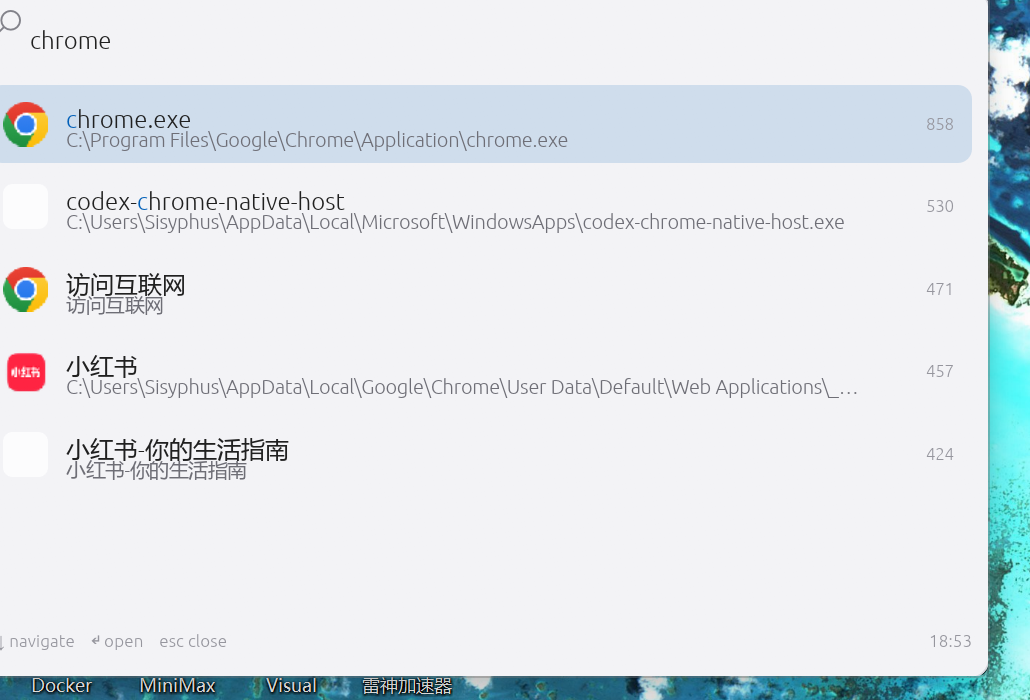 chrome
chrome.exe
858
C:\Program Files\Google\Chrome\Application\chrome.exe
codex-chrome-native-host
530
C:\Users\Sisyphus\AppData\Local\Microsoft\WindowsApps\codex-chrome-native-host.exe
访问互联网
471
访问互联网
小红书
小红书
457
C:\Users\Sisyphus\AppData\Local\Google\Chrome\User Data\Default\Web Applications\_...
小红书-你的生活指南
424
小红书-你的生活指南
↓ navigate ↵ open esc close
18:53
Docker MiniMax Visual 雷神加速器